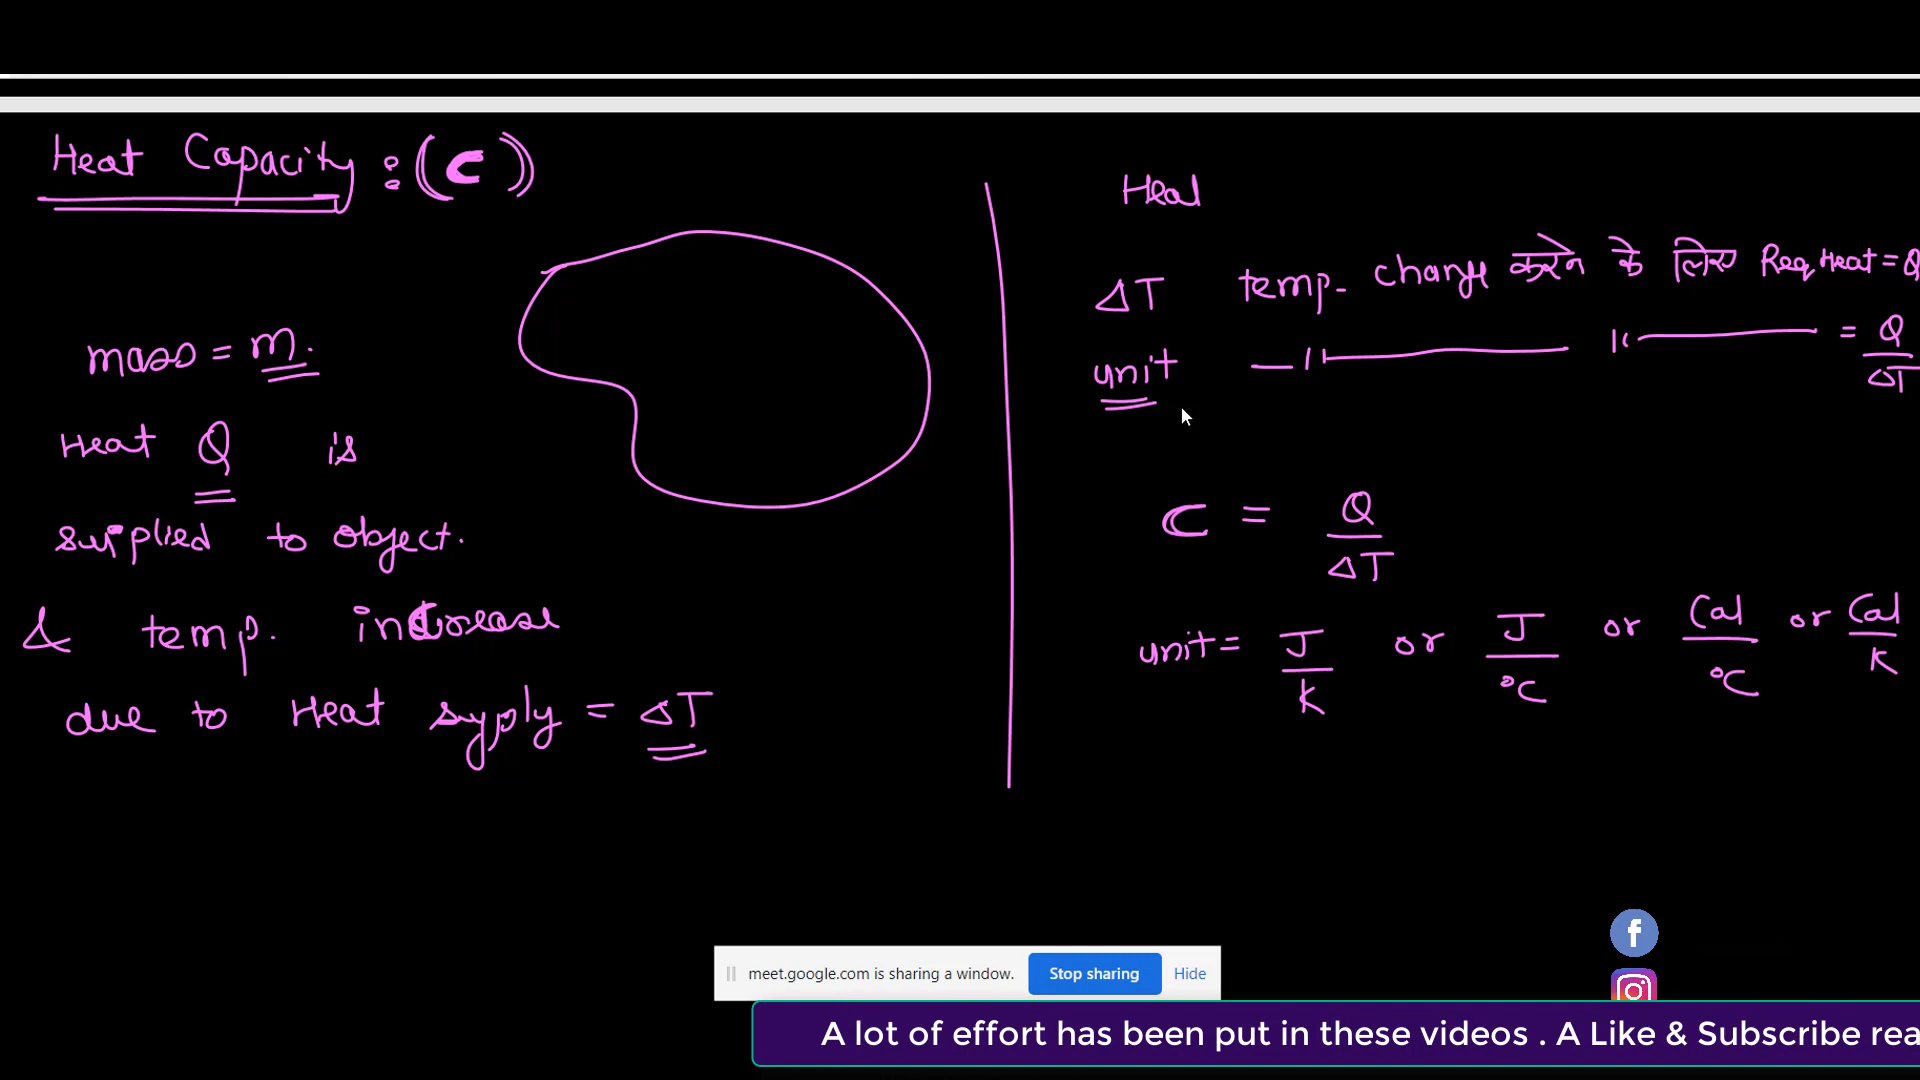 Heat Capacity : (C)
mass = m.
Heat Q is
supplied to object.
& temp. increase
due to Heat supply = ΔT
Heat
ΔT temp. change करने के लिए Req Heat = Q
unit — 〃 — 〃 — = Q/ΔT
C = Q/ΔT
unit = J/K or J/°C or Cal/°C or Cal/K
meet.google.com is sharing a window. Stop sharing Hide
A lot of effort has been put in these videos . A Like & Subscribe rea